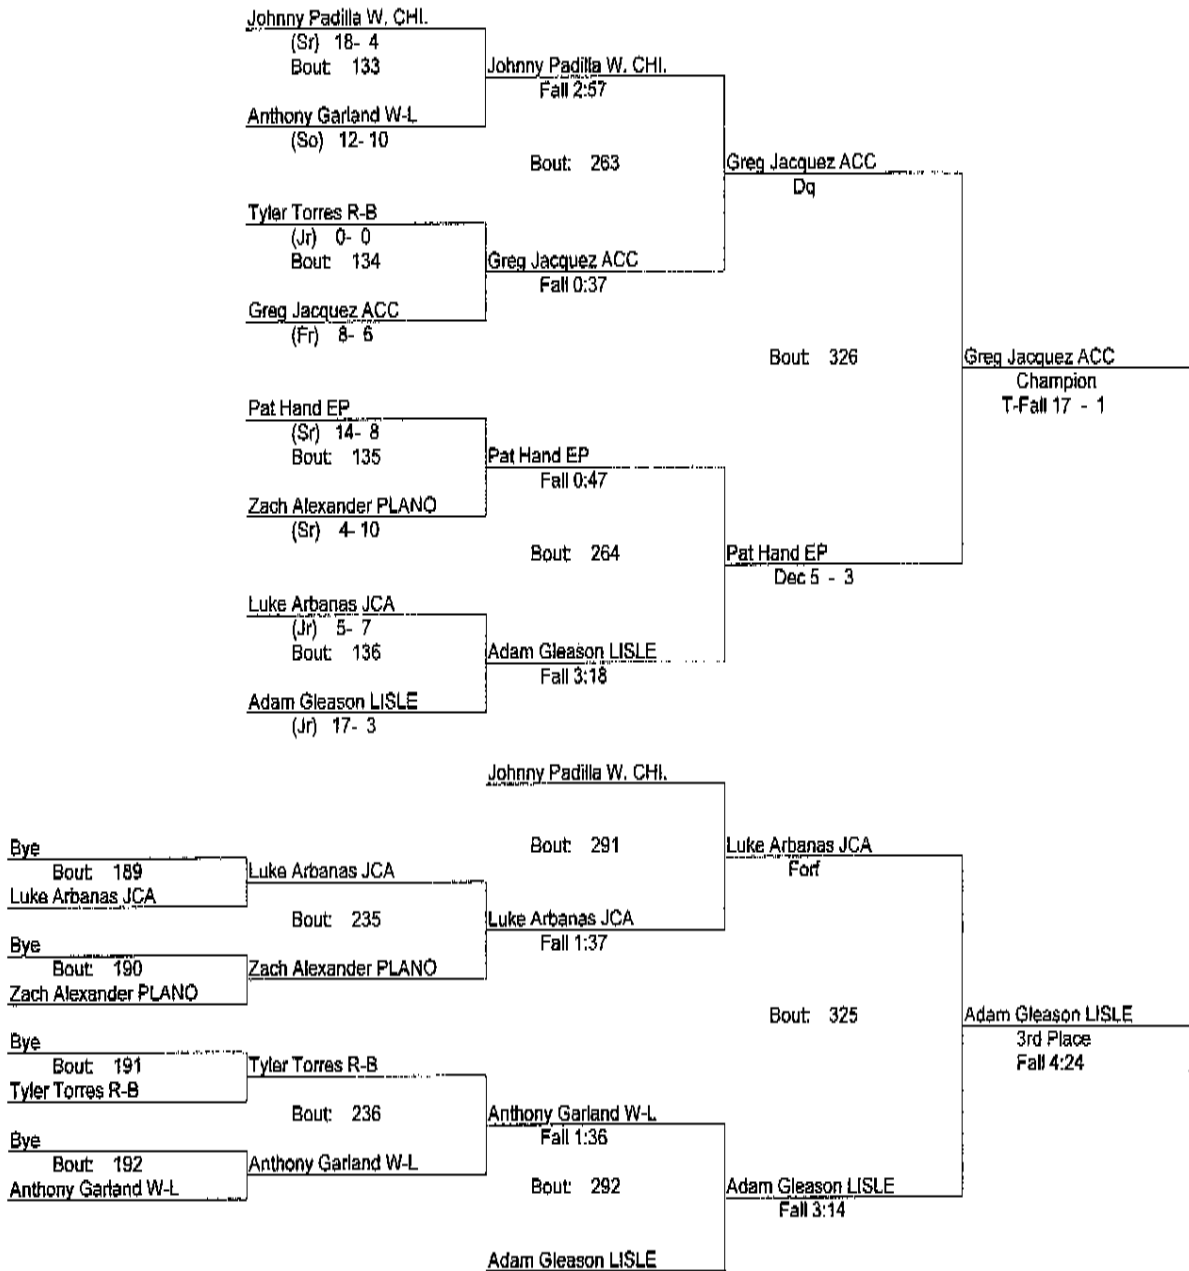 Johnny Padilla W. CHI.
(Sr) 18- 4
Bout: 133
Johnny Padilla W. CHI.
Fall 2:57
Anthony Garland W-L
(So) 12- 10
Bout: 263
Greg Jacquez ACC
Dq
Tyler Torres R-B
(Jr) 0- 0
Bout: 134
Greg Jacquez ACC
Fall 0:37
Greg Jacquez ACC
(Fr) 8- 6
Bout: 326
Greg Jacquez ACC
Champion
T-Fall 17 - 1
Pat Hand EP
(Sr) 14- 8
Bout: 135
Pat Hand EP
Fall 0:47
Zach Alexander PLANO
(Sr) 4- 10
Bout: 264
Pat Hand EP
Dec 5 - 3
Luke Arbanas JCA
(Jr) 5- 7
Bout: 136
Adam Gleason LISLE
Fall 3:18
Adam Gleason LISLE
(Jr) 17- 3
Johnny Padilla W. CHI.
Bout: 291
Luke Arbanas JCA
Forf
Bye
Bout: 189
Luke Arbanas JCA
Luke Arbanas JCA
Bout: 235
Luke Arbanas JCA
Fall 1:37
Bye
Bout: 190
Zach Alexander PLANO
Zach Alexander PLANO
Bout: 325
Adam Gleason LISLE
3rd Place
Fall 4:24
Bye
Bout: 191
Tyler Torres R-B
Tyler Torres R-B
Bout: 236
Anthony Garland W-L
Fall 1:36
Bye
Bout: 192
Anthony Garland W-L
Anthony Garland W-L
Bout: 292
Adam Gleason LISLE
Fall 3:14
Adam Gleason LISLE